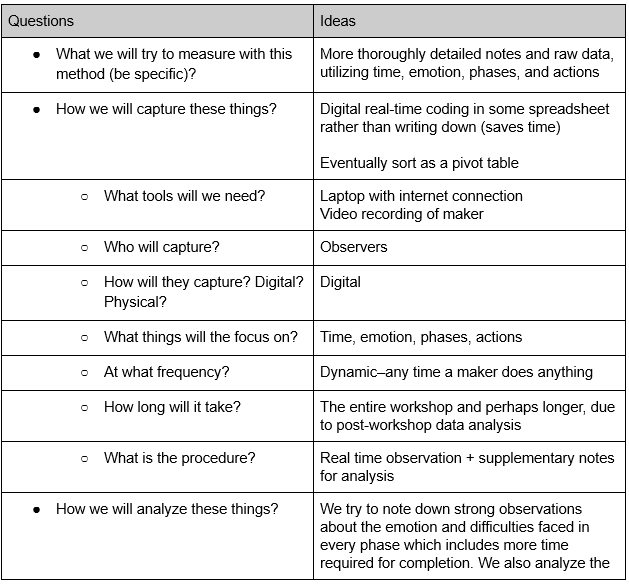 Questions
Ideas
● What we will try to measure with this
method (be specific)?
More thoroughly detailed notes and raw data,
utilizing time, emotion, phases, and actions
● How we will capture these things?
Digital real-time coding in some spreadsheet
rather than writing down (saves time)
Eventually sort as a pivot table
○ What tools will we need?
Laptop with internet connection
Video recording of maker
○ Who will capture?
Observers
○ How will they capture? Digital?
Physical?
Digital
○ What things will the focus on?
Time, emotion, phases, actions
○ At what frequency?
Dynamic–any time a maker does anything
○ How long will it take?
The entire workshop and perhaps longer, due
to post-workshop data analysis
○ What is the procedure?
Real time observation + supplementary notes
for analysis
● How we will analyze these things?
We try to note down strong observations
about the emotion and difficulties faced in
every phase which includes more time
required for completion. We also analyze the